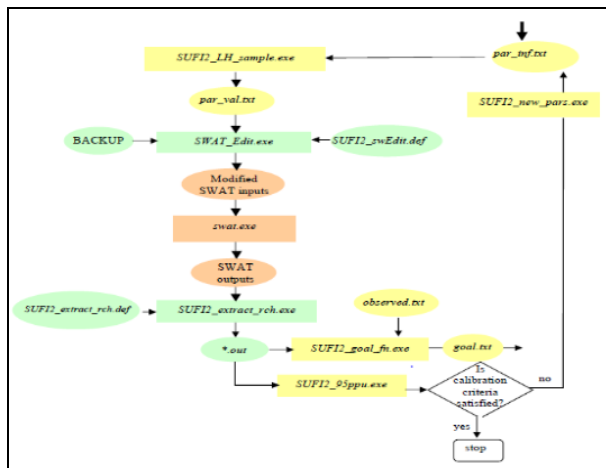 par_inf.txt
SUFI2_LH_sample.exe
SUFI2_new_pars.exe
par_val.txt
BACKUP
SWAT_Edit.exe
SUFI2_swEdit.def
Modified
SWAT inputs
swat.exe
SWAT
outputs
SUFI2_extract_rch.def
SUFI2_extract_rch.exe
observed.txt
*.out
SUFI2_goal_fn.exe
goal.txt
Is
calibration
criteria
satisfied?
no
SUFI2_95ppu.exe
yes
stop